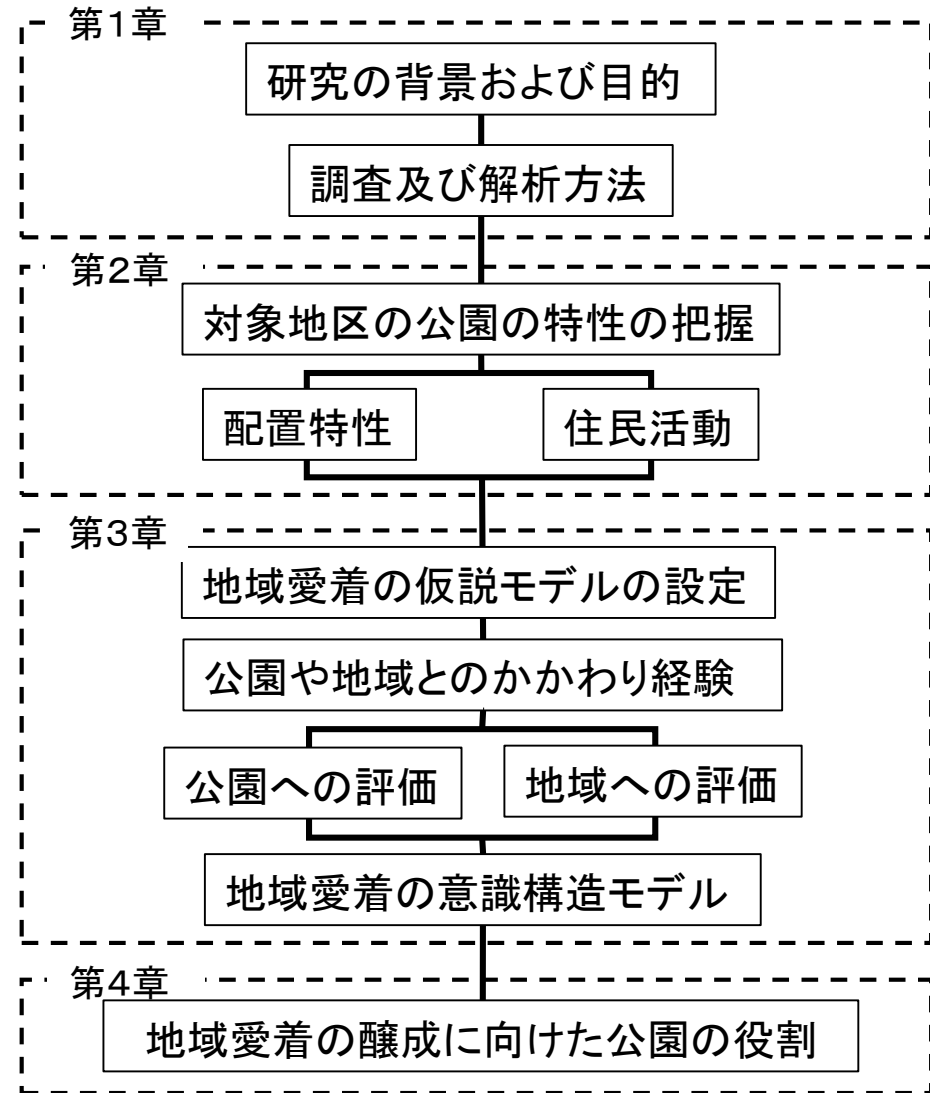 第1章
研究の背景および目的
調査及び解析方法
第2章
対象地区の公園の特性の把握
配置特性
住民活動
第3章
地域愛着の仮説モデルの設定
公園や地域とのかかわり経験
公園への評価
地域への評価
地域愛着の意識構造モデル
第4章
地域愛着の醸成に向けた公園の役割